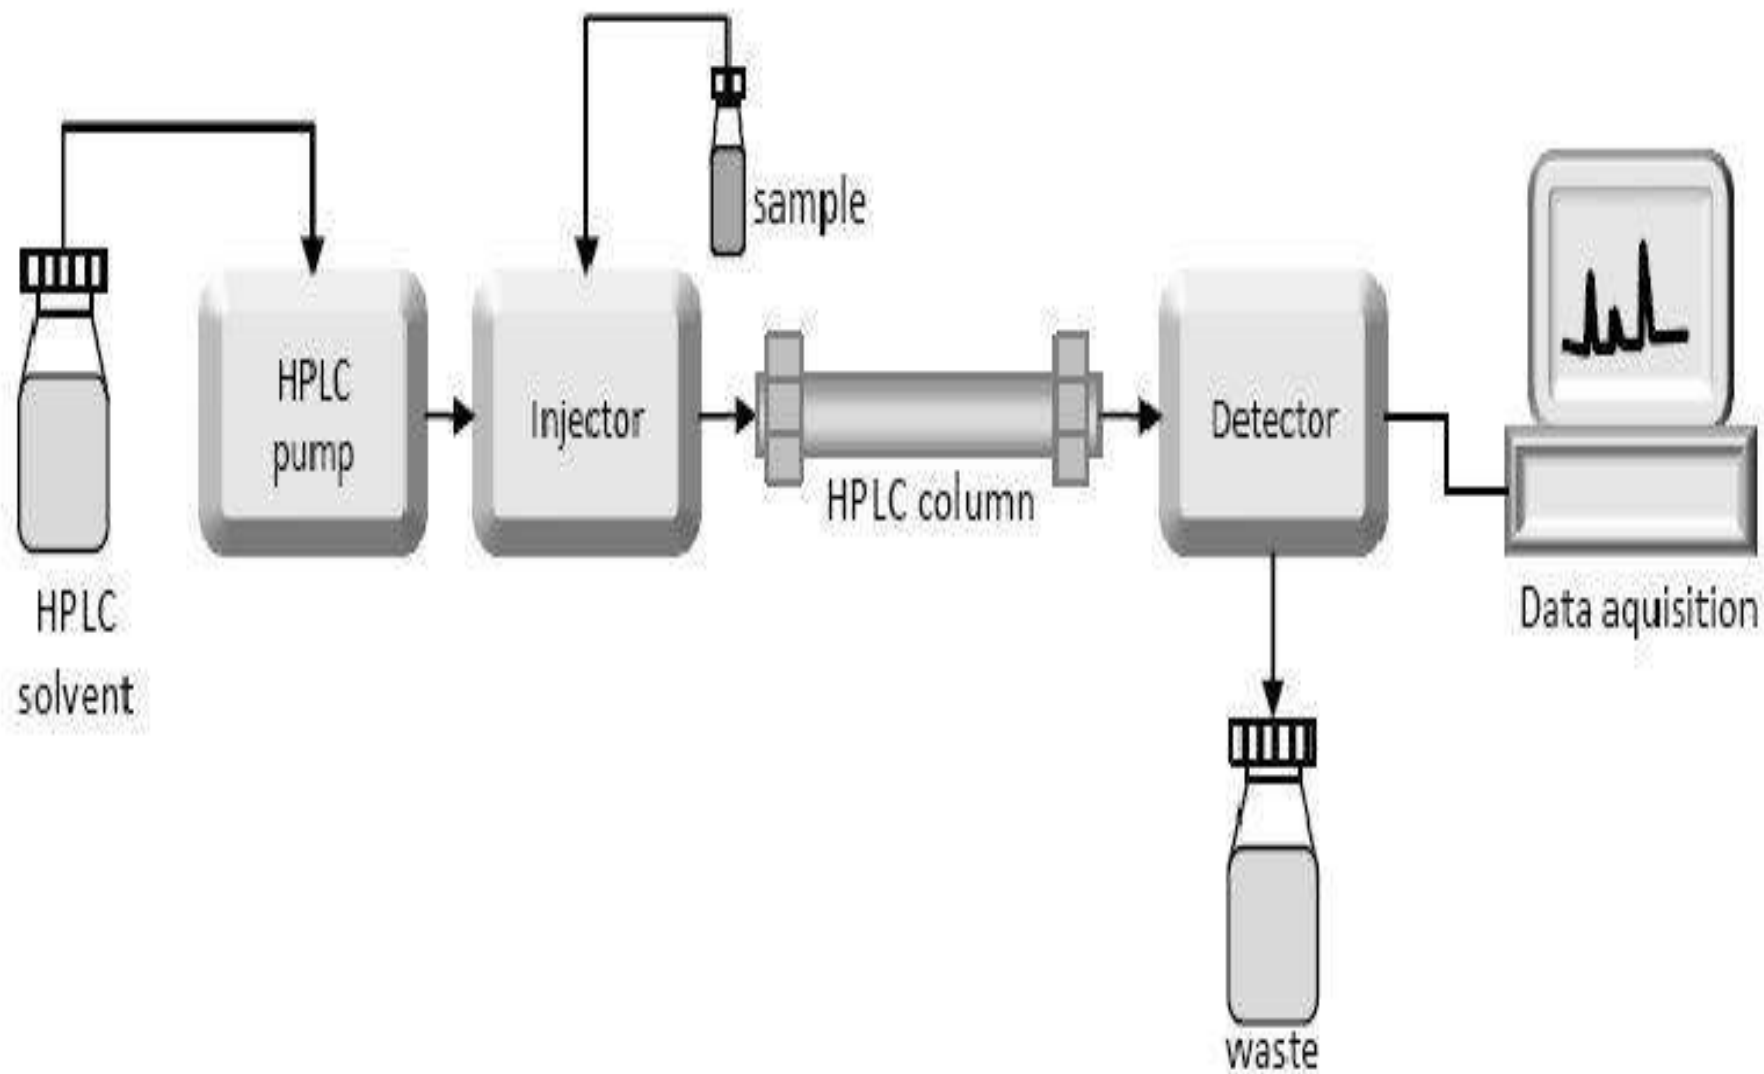 sample
HPLC
pump
Injector
Detector
HPLC column
HPLC
solvent
Data aquisition
waste